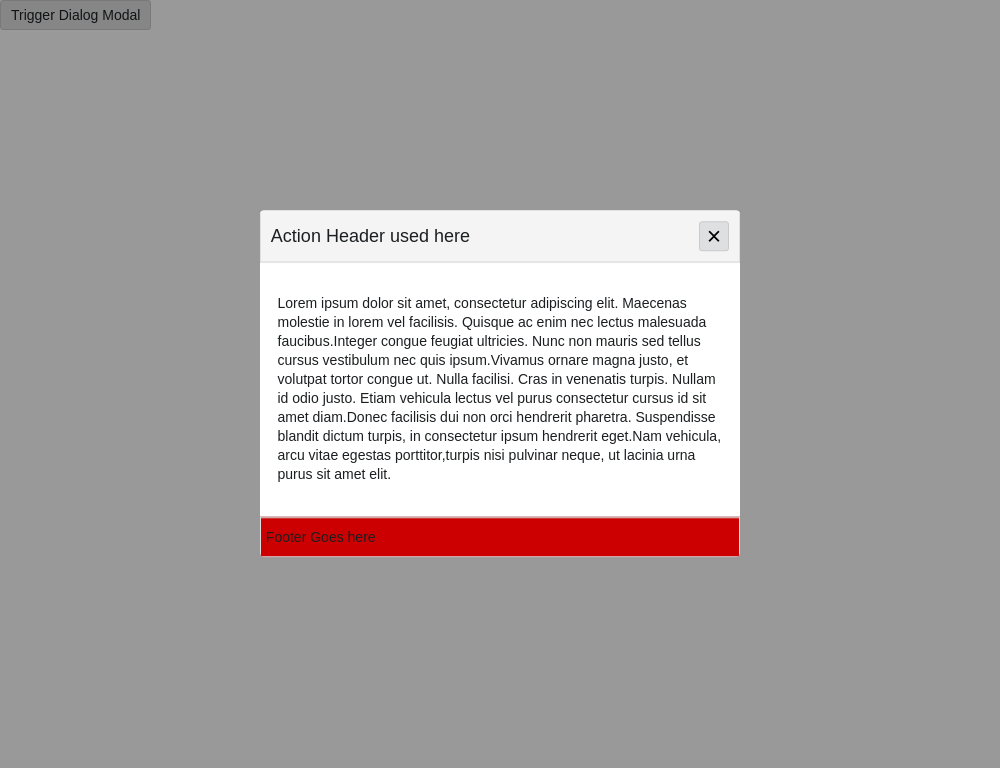 Trigger Dialog Modal
Action Header used here
Lorem ipsum dolor sit amet, consectetur adipiscing elit. Maecenas
molestie in lorem vel facilisis. Quisque ac enim nec lectus malesuada
faucibus.Integer congue feugiat ultricies. Nunc non mauris sed tellus
cursus vestibulum nec quis ipsum.Vivamus ornare magna justo, et
volutpat tortor congue ut. Nulla facilisi. Cras in venenatis turpis. Nullam
id odio justo. Etiam vehicula lectus vel purus consectetur cursus id sit
amet diam.Donec facilisis dui non orci hendrerit pharetra. Suspendisse
blandit dictum turpis, in consectetur ipsum hendrerit eget.Nam vehicula,
arcu vitae egestas porttitor,turpis nisi pulvinar neque, ut lacinia urna
purus sit amet elit.
Footer Goes here